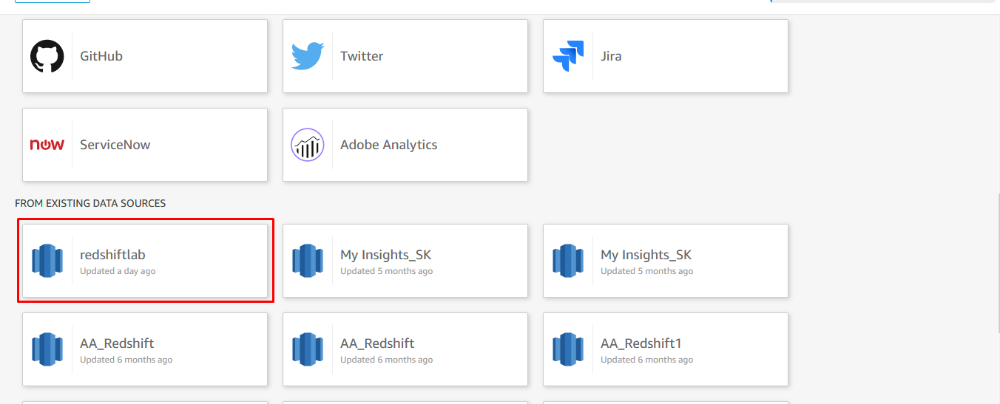 GitHub
Twitter
Jira
now
ServiceNow
Adobe Analytics
FROM EXISTING DATA SOURCES
redshiftlab
Updated a day ago
My Insights_SK
Updated 5 months ago
My Insights_SK
Updated 5 months ago
AA_Redshift
Updated 6 months ago
AA_Redshift
Updated 6 months ago
AA_Redshift1
Updated 6 months ago